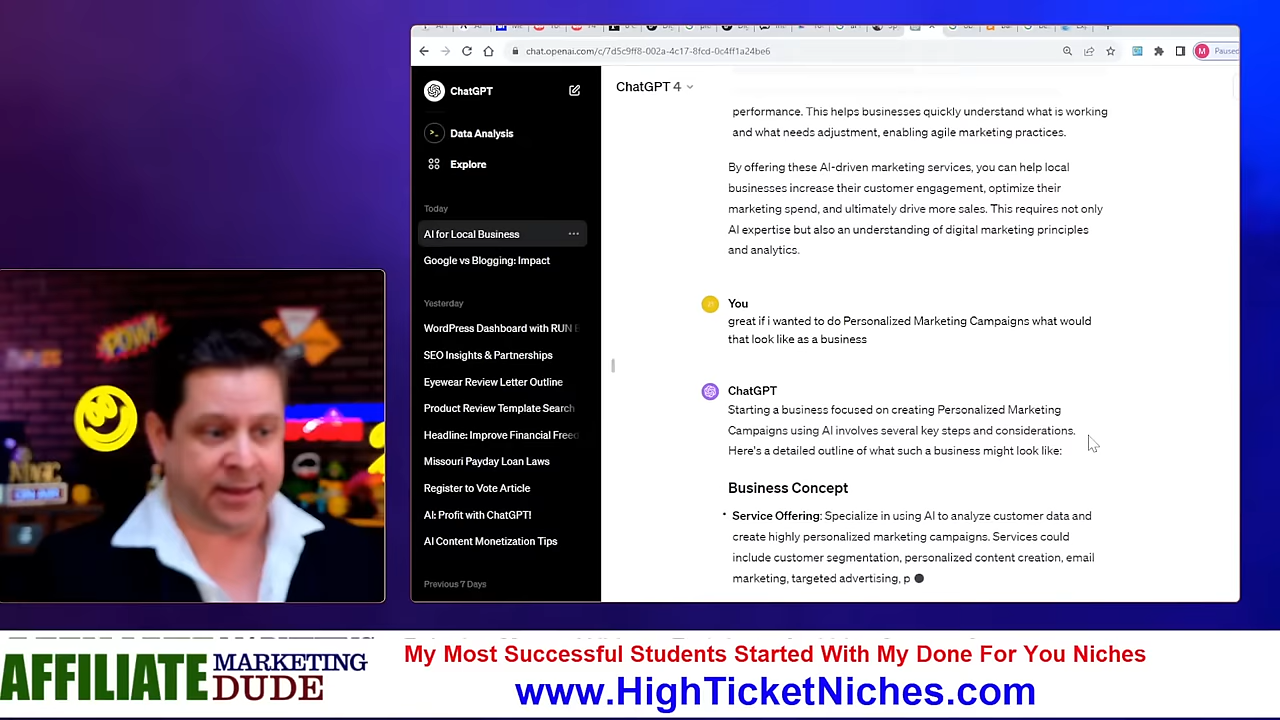 chat.openai.com/c/7d5c9ff8-002a-4c17-8fcd-0c4ff1a24be6
Paused
ChatGPT
Data Analysis
Explore
Today
AI for Local Business
Google vs Blogging: Impact
Yesterday
WordPress Dashboard with RUN
SEO Insights & Partnerships
Eyewear Review Letter Outline
Product Review Template Search
Headline: Improve Financial Free
Missouri Payday Loan Laws
Register to Vote Article
AI: Profit with ChatGPT!
AI Content Monetization Tips
Previous 7 Days
ChatGPT 4
performance. This helps businesses quickly understand what is working
and what needs adjustment, enabling agile marketing practices.
By offering these AI-driven marketing services, you can help local
businesses increase their customer engagement, optimize their
marketing spend, and ultimately drive more sales. This requires not only
AI expertise but also an understanding of digital marketing principles
and analytics.
You
great if i wanted to do Personalized Marketing Campaigns what would
that look like as a business
ChatGPT
Starting a business focused on creating Personalized Marketing
Campaigns using AI involves several key steps and considerations.
Here's a detailed outline of what such a business might look like:
Business Concept
• Service Offering: Specialize in using AI to analyze customer data and
create highly personalized marketing campaigns. Services could
include customer segmentation, personalized content creation, email
marketing, targeted advertising, p
POW!
AFFILIATE MARKETING DUDE
My Most Successful Students Started With My Done For You Niches
www.HighTicketNiches.com